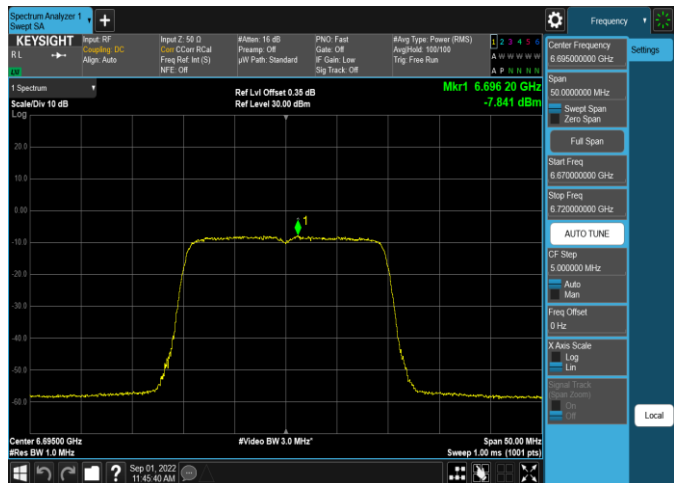 Spectrum Analyzer 1
Swept SA
+
Frequency
KEYSIGHT
R L
LW
Input: RF
Coupling: DC
Align: Auto
Input Z: 50 Ω
Corr CCorr RCal
Freq Ref: Int (S)
NFE: Off
#Atten: 16 dB
Preamp: Off
µW Path: Standard
PNO: Fast
Gate: Off
IF Gain: Low
Sig Track: Off
#Avg Type: Power (RMS)
Avg|Hold: 100/100
Trig: Free Run
1 2 3 4 5 6
A W W W W W
A P N N N N
1 Spectrum
Scale/Div 10 dB
Log
Ref Lvl Offset 0.35 dB
Ref Level 30.00 dBm
Mkr1 6.696 20 GHz
-7.841 dBm
20.0
10.0
0.00
-10.0
-20.0
-30.0
-40.0
-50.0
-60.0
1
Center 6.69500 GHz
#Res BW 1.0 MHz
#Video BW 3.0 MHz*
Span 50.00 MHz
Sweep 1.00 ms (1001 pts)
?
Sep 01, 2022
11:45:40 AM
Center Frequency
6.695000000 GHz
Span
50.0000000 MHz
Swept Span
Zero Span
Full Span
Start Freq
6.670000000 GHz
Stop Freq
6.720000000 GHz
AUTO TUNE
CF Step
5.000000 MHz
Auto
Man
Freq Offset
0 Hz
X Axis Scale
Log
Lin
Signal Track
(Span Zoom)
On
Off
Settings
Local